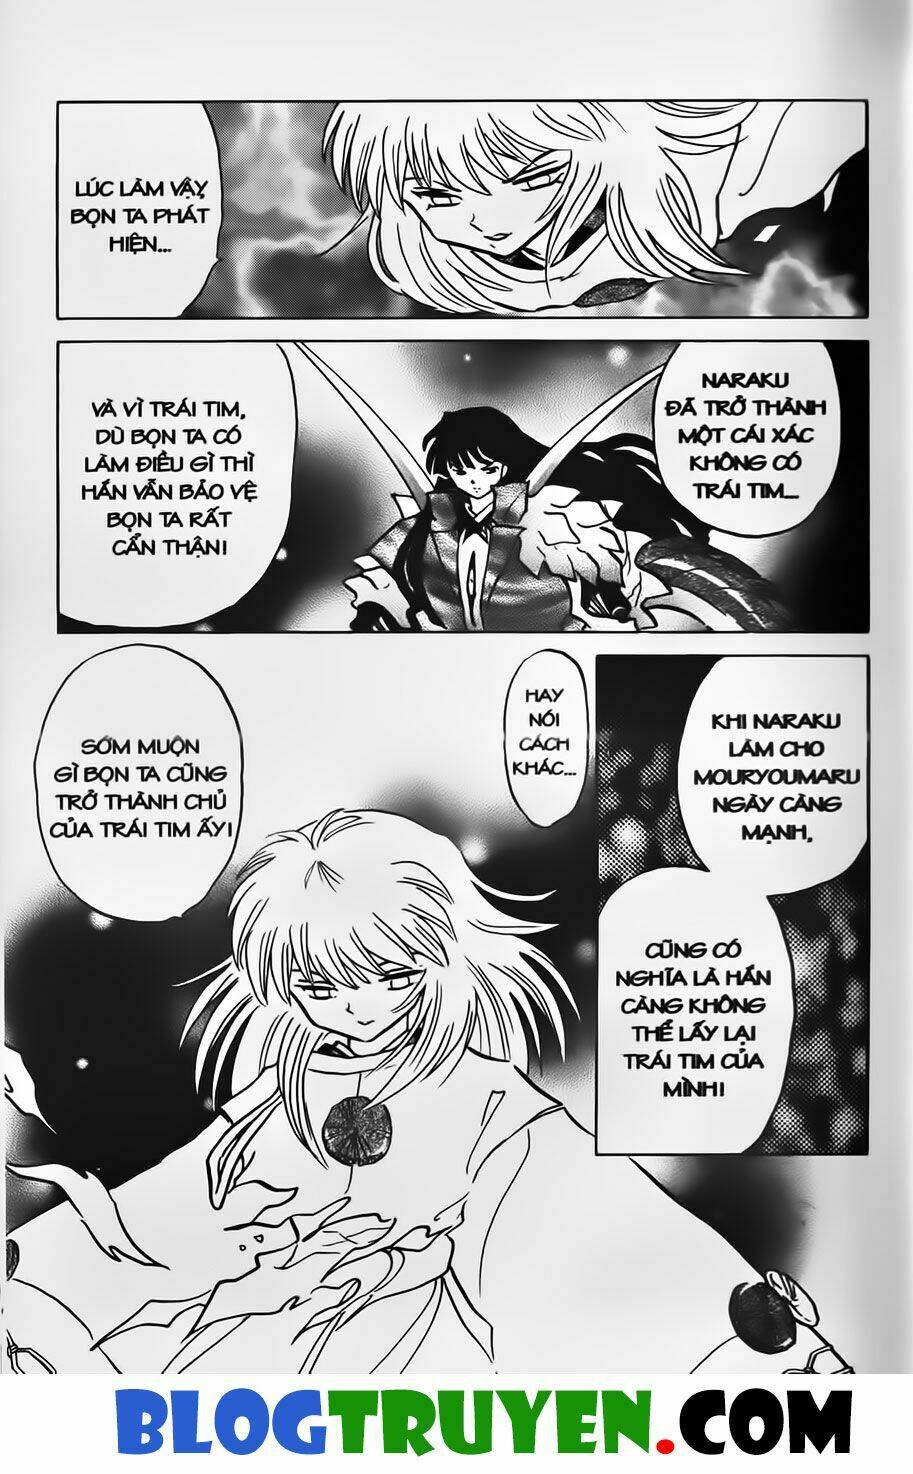 LÚC LÀM VẬY,
BỌN TA PHÁT
HIỆN...
NARAKU
ĐÃ TRỞ THÀNH
MỘT CÁI XÁC
KHÔNG CÓ
TRÁI TIM...
VÀ VÌ TRÁI TIM,
DÙ BỌN TA CÓ
LÀM ĐIỀU GÌ THÌ
HẮN VẪN BẢO VỆ
BỌN TA RẤT
CẨN THẬN!
KHI NARAKU
LÀM CHO
MOURYOUMARU
NGÀY CÀNG
MẠNH,
CŨNG CÓ
NGHĨA LÀ HẮN
CÀNG KHÔNG
THỂ LẤY LẠI
TRÁI TIM CỦA
MÌNH!
HAY
NÓI
CÁCH
KHÁC...
SỚM MUỘN
GÌ BỌN TA CŨNG
TRỞ THÀNH CHỦ
CỦA TRÁI TIM ẤY!
BLOGTRUYEN.COM